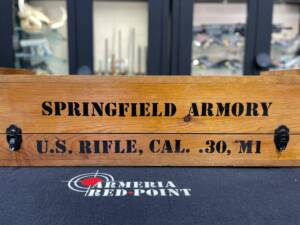 SPRINGFIELD ARMORY
U.S. RIFLE, CAL. .30, M1
ARMERIA
RED-POINT